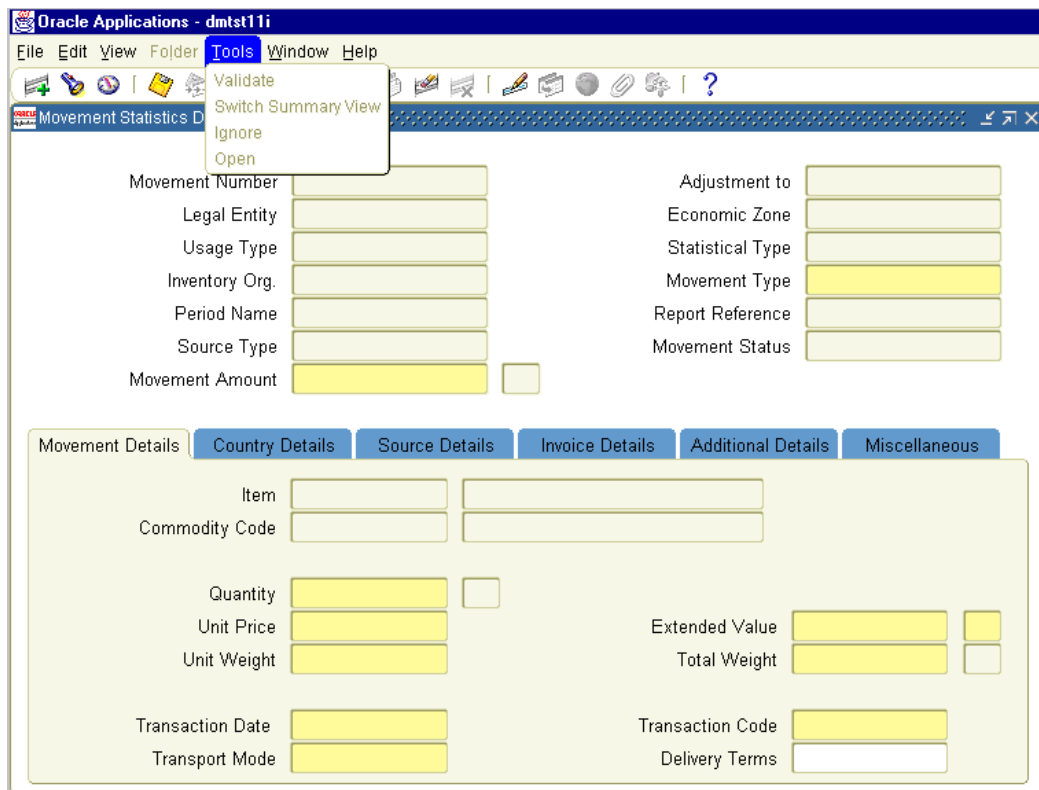 Oracle Applications - dmtst11i
File Edit View Folder Tools Window Help
Validate
Switch Summary View
Ignore
Open
Movement Statistics D
Movement Number
Adjustment to
Legal Entity
Economic Zone
Usage Type
Statistical Type
Inventory Org.
Movement Type
Period Name
Report Reference
Source Type
Movement Status
Movement Amount
Movement Details Country Details Source Details Invoice Details Additional Details Miscellaneous
Item
Commodity Code
Quantity
Unit Price
Extended Value
Unit Weight
Total Weight
Transaction Date
Transaction Code
Transport Mode
Delivery Terms